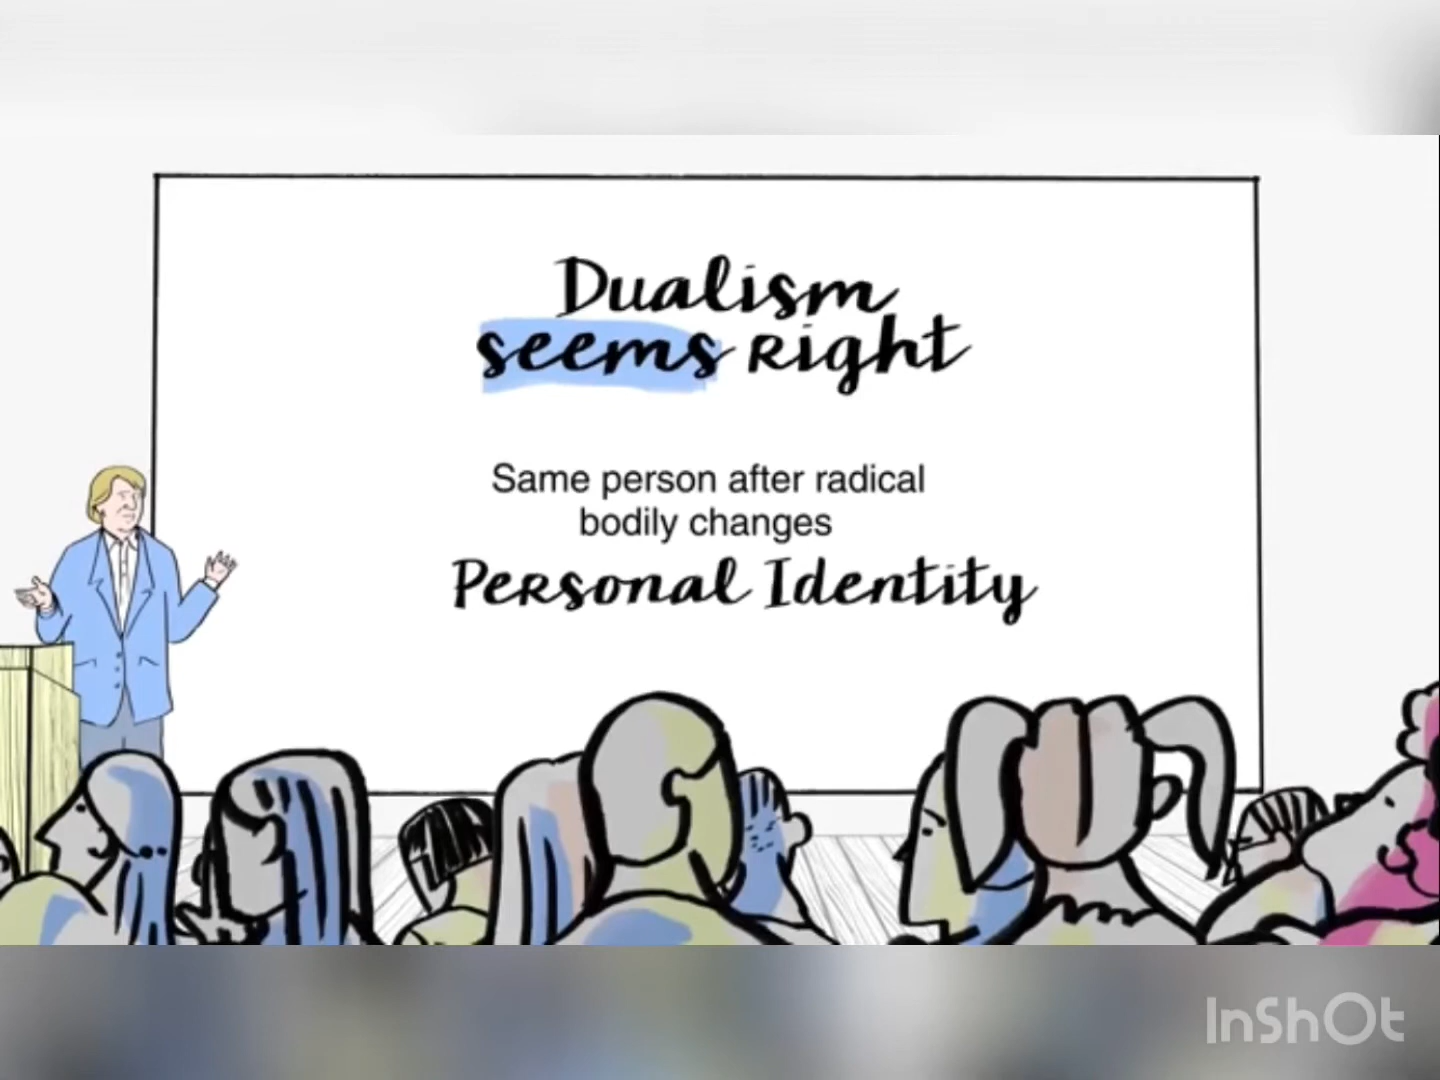 Dualism
seems Right
Same person after radical
bodily changes
Personal Identity
InShOt